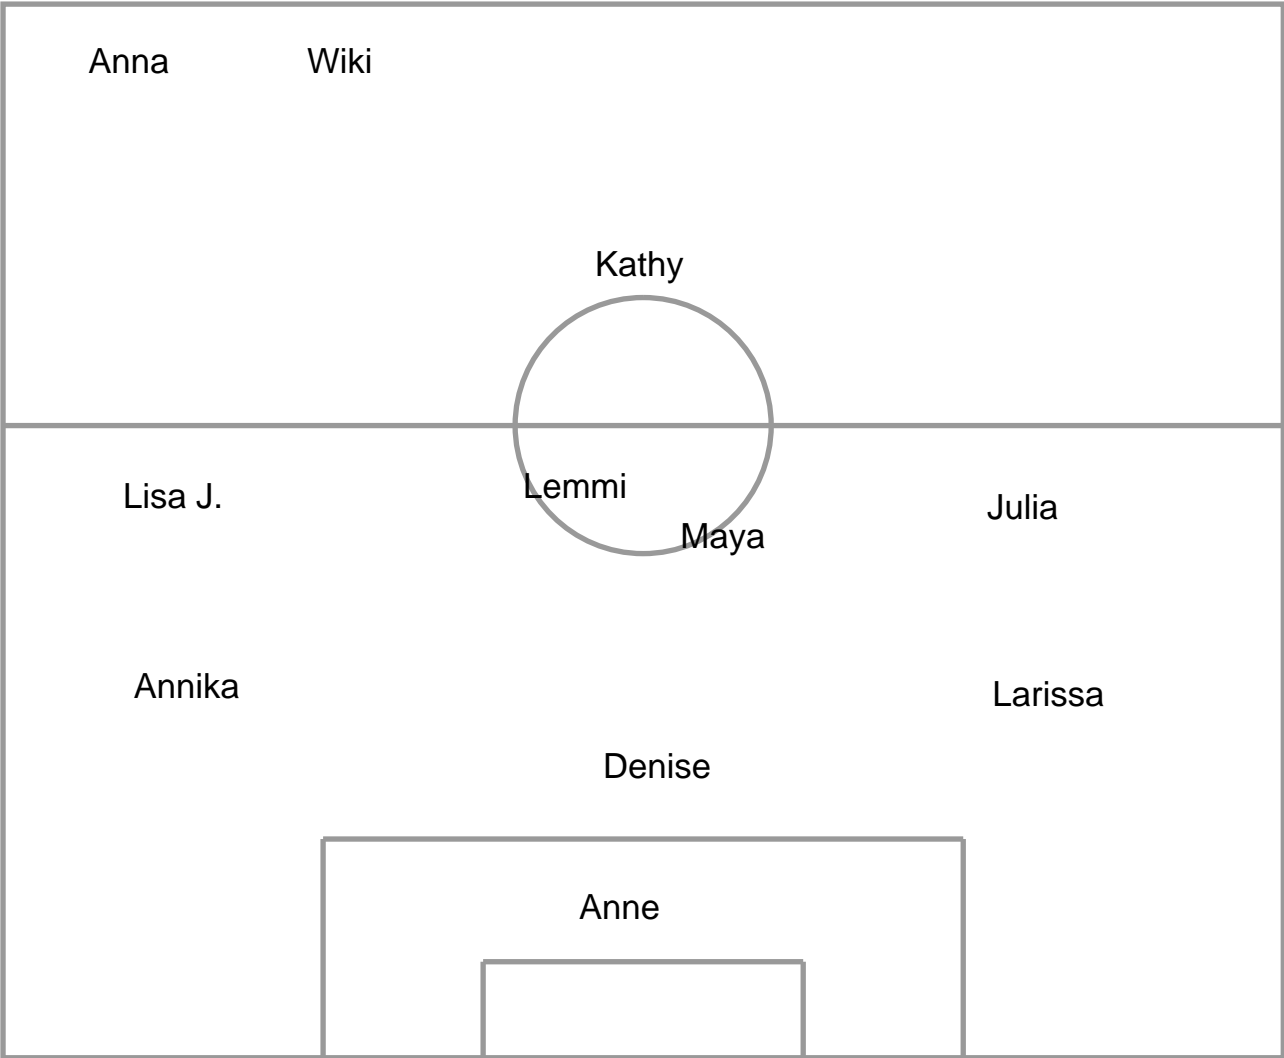 Anna Wiki
Kathy
Lemmi
Lisa J.
Julia
Maya
Annika
Larissa
Denise
Anne